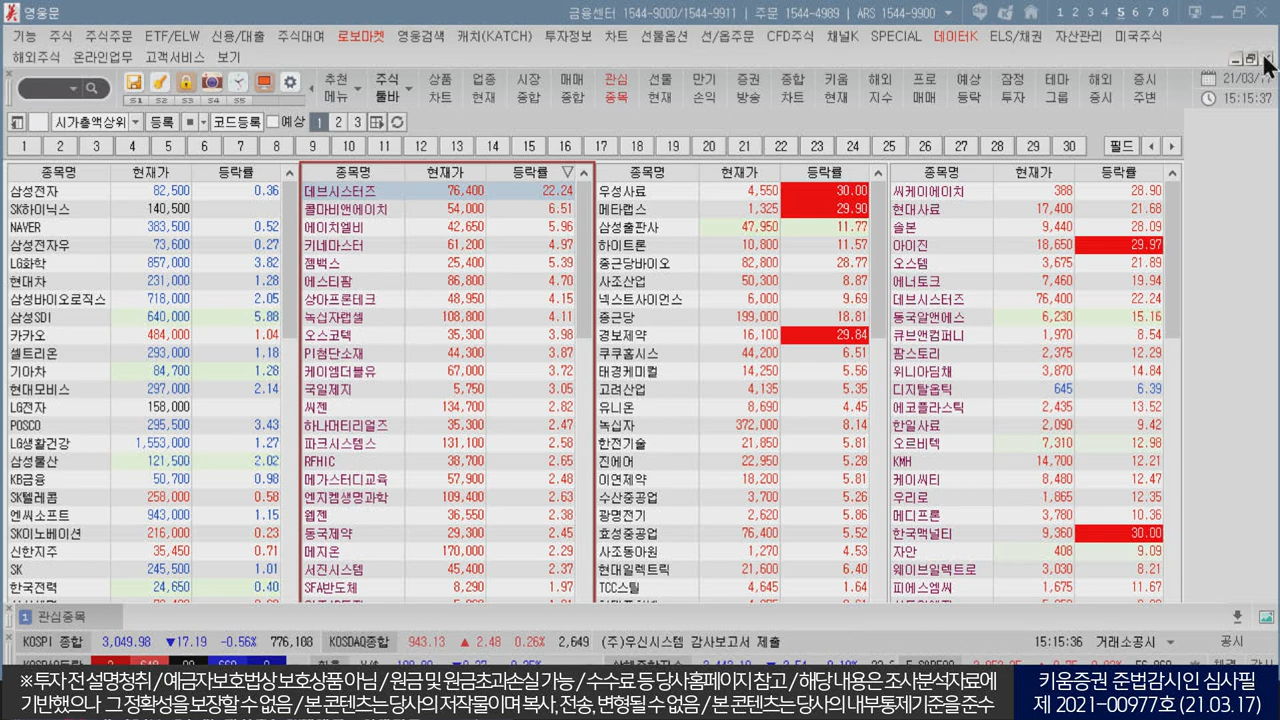 영웅문 금융센터 1544-9000/1544-9911 | 주문 1544-4989 | ARS 1544-9900 1 2 3 4 5 6 7 8
기능 주식 주식주문 ETF/ELW 신용/대출 주식대여 로보마켓 영웅검색 캐치(KATCH) 투자정보 차트 선물옵션 선/옵주문 CFD주식 채널K SPECIAL 데이터K ELS/채권 자산관리 미국주식
해외주식 온라인업무 고객서비스 보기
추천 메뉴 주식 툴바 상품 차트 업종 현재 시장 종합 매매 종합 관심 종목 선물 현재 만기 손익 증권 방송 종합 차트 키움 현재 해외 지수 프로 매매 예상 등락 잠정 투자 테마 그룹 해외 증시 증시 주변 21/03/
S1 S2 S3 S4 S5 15:15:37
시가총액상위 등록 코드등록 예상 1 2 3
1 2 3 4 5 6 7 8 9 10 11 12 13 14 15 16 17 18 19 20 21 22 23 24 25 26 27 28 29 30 필드
종목명 현재가 등락률 종목명 현재가 등락률 종목명 현재가 등락률 종목명 현재가 등락률
삼성전자 82,500 0.36 데브시스터즈 76,400 22.24 우성사료 4,550 30.00 씨케이에이치 388 28.90
SK하이닉스 140,500 콜마비앤에이치 54,000 6.51 메타랩스 1,325 29.90 현대사료 17,400 21.68
NAVER 383,500 0.52 에이치엘비 42,650 5.96 삼성출판사 47,950 11.77 솔본 9,440 28.09
삼성전자우 73,600 0.27 키네마스터 61,200 4.97 하이트론 10,800 11.57 아이진 18,650 29.97
LG화학 857,000 3.82 젬백스 25,400 5.39 종근당바이오 82,800 28.77 오스템 3,675 21.89
현대차 231,000 1.28 에스티팜 86,800 4.70 사조산업 50,300 8.87 에너토크 7,460 19.94
삼성바이오로직스 718,000 2.05 상아프론테크 48,950 4.15 넥스트사이언스 6,000 9.69 데브시스터즈 76,400 22.24
삼성SDI 640,000 5.88 녹십자랩셀 108,800 4.11 종근당 199,000 18.81 동국알앤에스 6,230 15.16
카카오 484,000 1.04 오스코텍 35,300 3.98 경보제약 16,100 29.84 큐브앤컴퍼니 1,970 8.54
셀트리온 293,000 1.18 PI첨단소재 44,300 3.87 쿠쿠홈시스 44,200 6.51 팜스토리 2,375 12.29
기아차 84,700 1.28 케이엠더블유 67,000 3.72 태경케미컬 14,250 5.56 위니아딤채 3,870 14.84
현대모비스 297,000 2.14 국일제지 5,750 3.05 고려산업 4,135 5.35 디지탈옵틱 645 6.39
LG전자 158,000 씨젠 134,700 2.82 유니온 8,690 4.45 에코플라스틱 2,435 13.52
POSCO 295,500 3.43 하나머티리얼즈 35,300 2.47 녹십자 372,000 8.14 한일사료 2,090 9.42
LG생활건강 1,553,000 1.27 파크시스템스 131,100 2.58 한전기술 21,850 5.81 오르비텍 7,310 12.98
삼성물산 121,500 2.02 RFHIC 38,700 2.65 진에어 22,950 5.28 KMH 14,700 12.21
KB금융 50,700 0.98 메가스터디교육 57,900 2.48 이연제약 18,200 5.81 케이씨티 8,480 12.47
SK텔레콤 258,000 0.58 엔지켐생명과학 109,400 2.63 수산중공업 3,700 5.26 우리로 1,865 12.35
엔씨소프트 943,000 1.15 웹젠 36,550 2.38 광명전기 2,620 5.86 메디프론 3,780 10.36
SK이노베이션 216,000 0.23 동국제약 29,300 2.63 효성중공업 76,400 5.52 한국맥널티 9,360 30.00
신한지주 35,450 0.71 메지온 170,000 2.29 사조동아원 1,270 4.53 자안 408 9.09
SK 245,500 1.01 서진시스템 45,400 2.37 현대일렉트릭 21,600 6.40 웨이브일렉트로 3,030 8.21
한국전력 24,650 0.40 SFA반도체 8,290 1.97 TCC스틸 4,645 1.64 피에스엠씨 1,675 11.67
1 관심종목
KOSPI 종합 3,049.98 ▼17.19 -0.56% 776,108 KOSDAQ종합 943.13 ▲ 2.48 0.26% 2,649 (주)우신시스템 감사보고서 제출 15:15:36 거래소공시 공시
※ 투자 전 설명청취 / 예금자보호법상 보호상품 아님 / 원금 및 원금초과손실 가능 / 수수료 등 당사홈페이지 참고 / 해당 내용은 조사분석자료에
기반했으나 그 정확성을 보장할 수 없음 / 본 콘텐츠는 당사의 저작물이며 복사, 전송, 변형될 수 없음 / 본 콘텐츠는 당사의 내부통제기준을 준수
키움증권 준법감시인 심사필
제 2021-00977호 (21.03.17)